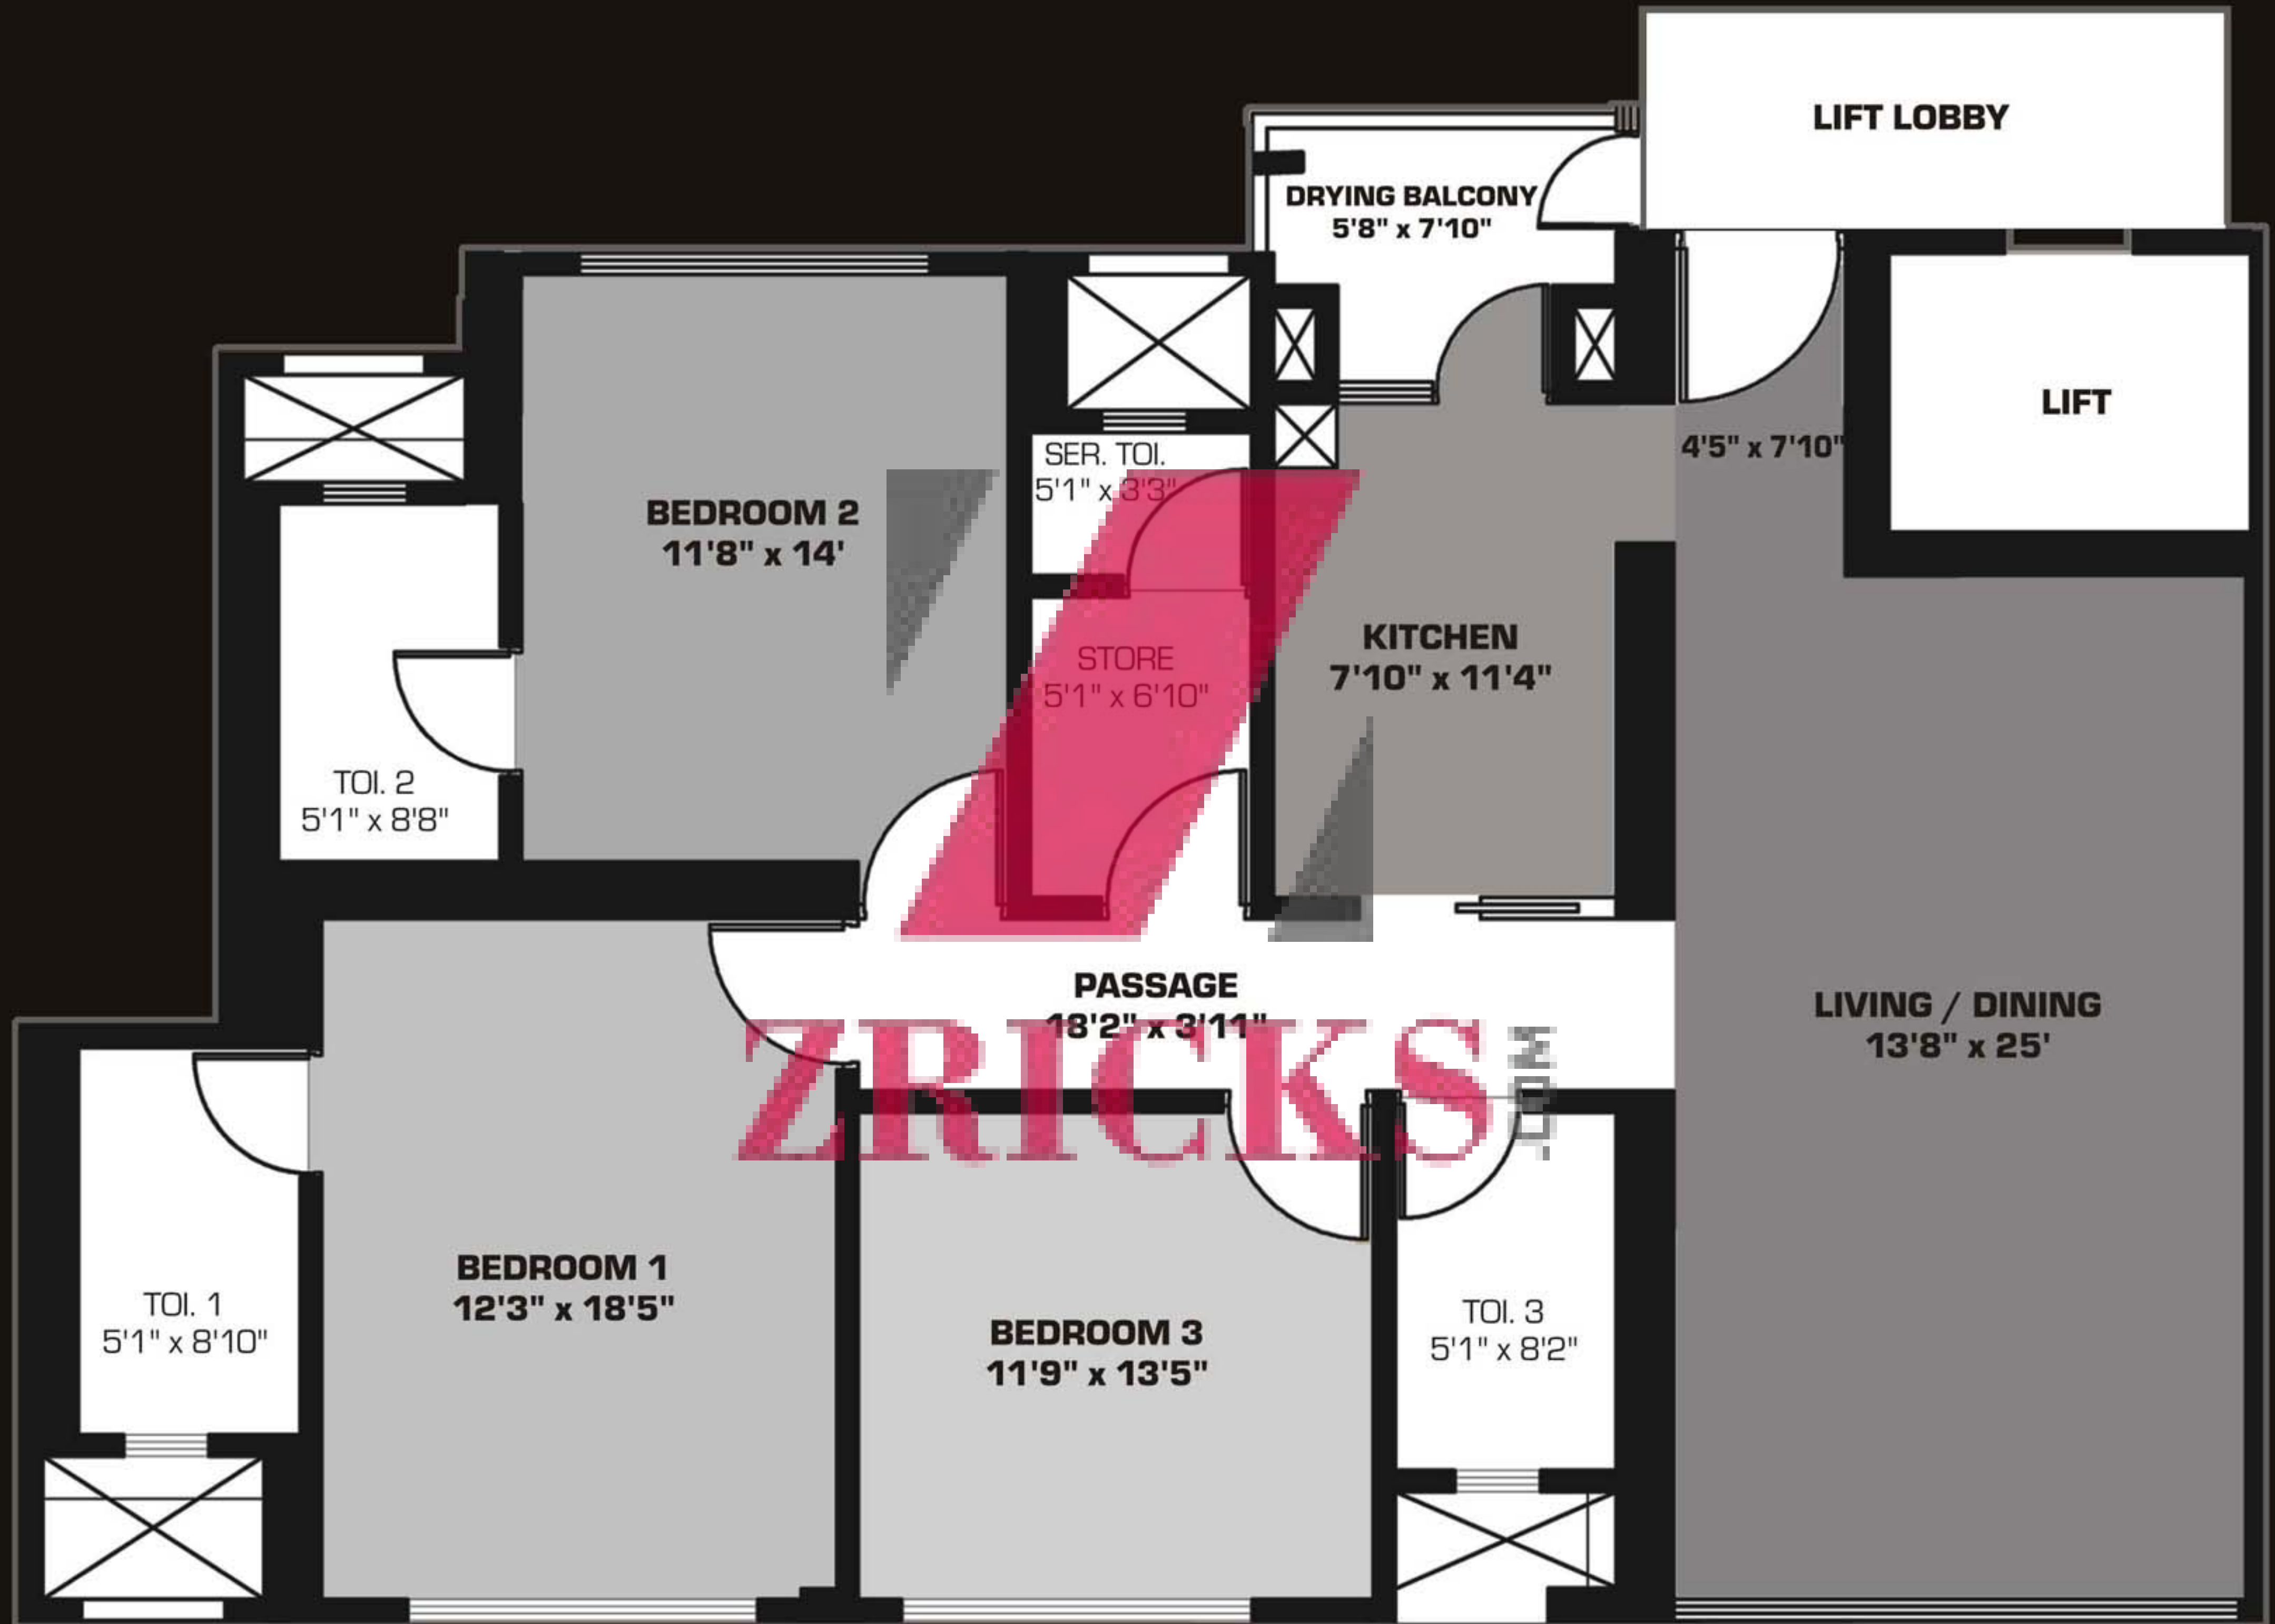 LIFT LOBBY
DRYING BALCONY
5'8" x 7'10"
LIFT
4'5" x 7'10"
SER. TOI.
5'1" x 3'3"
BEDROOM 2
11'8" x 14'
KITCHEN
7'10" x 11'4"
STORE
5'1" x 6'10"
TOI. 2
5'1" x 8'8"
PASSAGE
18'2" x 3'11"
LIVING / DINING
13'8" x 25'
ZRICKS
.COM
BEDROOM 1
12'3" x 18'5"
TOI. 1
5'1" x 8'10"
BEDROOM 3
11'9" x 13'5"
TOI. 3
5'1" x 8'2"